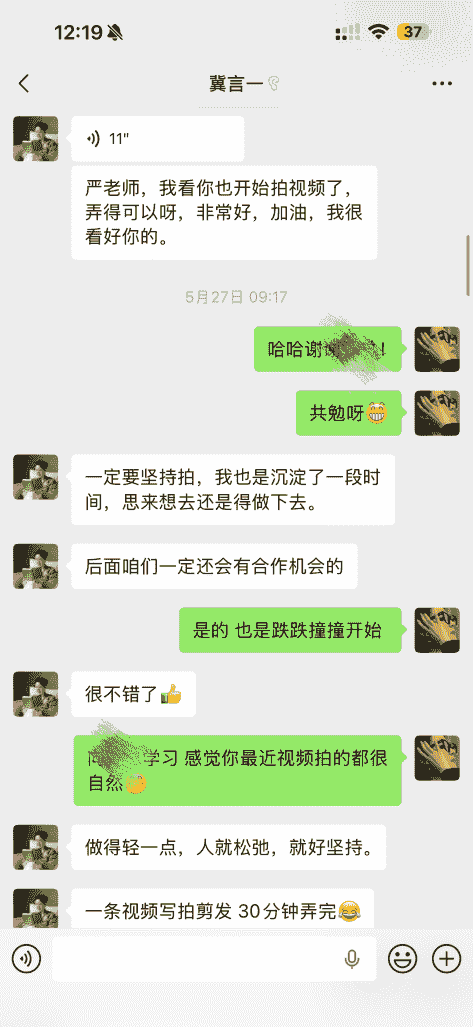 12:19
37
冀言一
11"
严老师，我看你也开始拍视频了，
弄得可以呀，非常好，加油，我很
看好你的。
5月27日 09:17
哈哈谢
！
共勉呀😁
一定要坚持拍，我也是沉淀了一段时
间，思来想去还是得做下去。
后面咱们一定还会有合作机会的
是的 也是跌跌撞撞开始
很不错了👍
学习 感觉你最近视频拍的都很
自然
做得轻一点，人就松弛，就好坚持。
一条视频写拍剪发 30分钟弄完😂